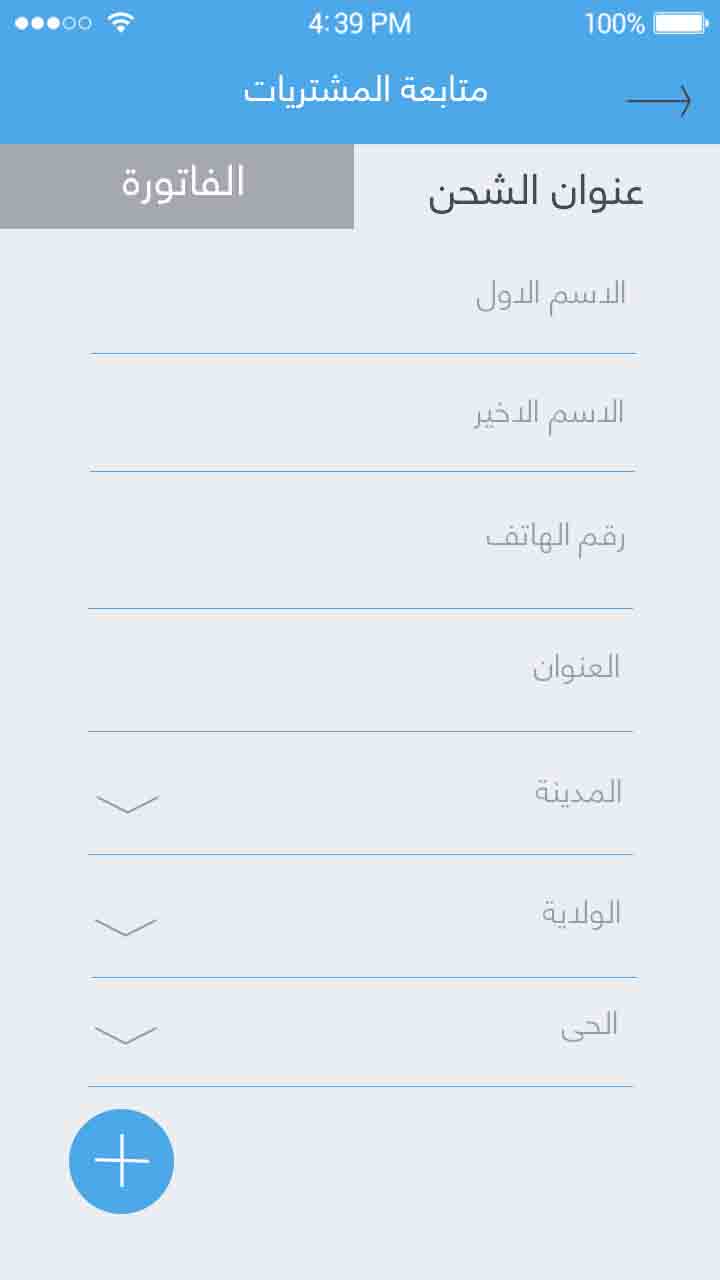 4:39 PM
100%
متابعة المشتريات
عنوان الشحن
الفاتورة
الاسم الاول
الاسم الاخير
رقم الهاتف
العنوان
المدينة
الولاية
الحى